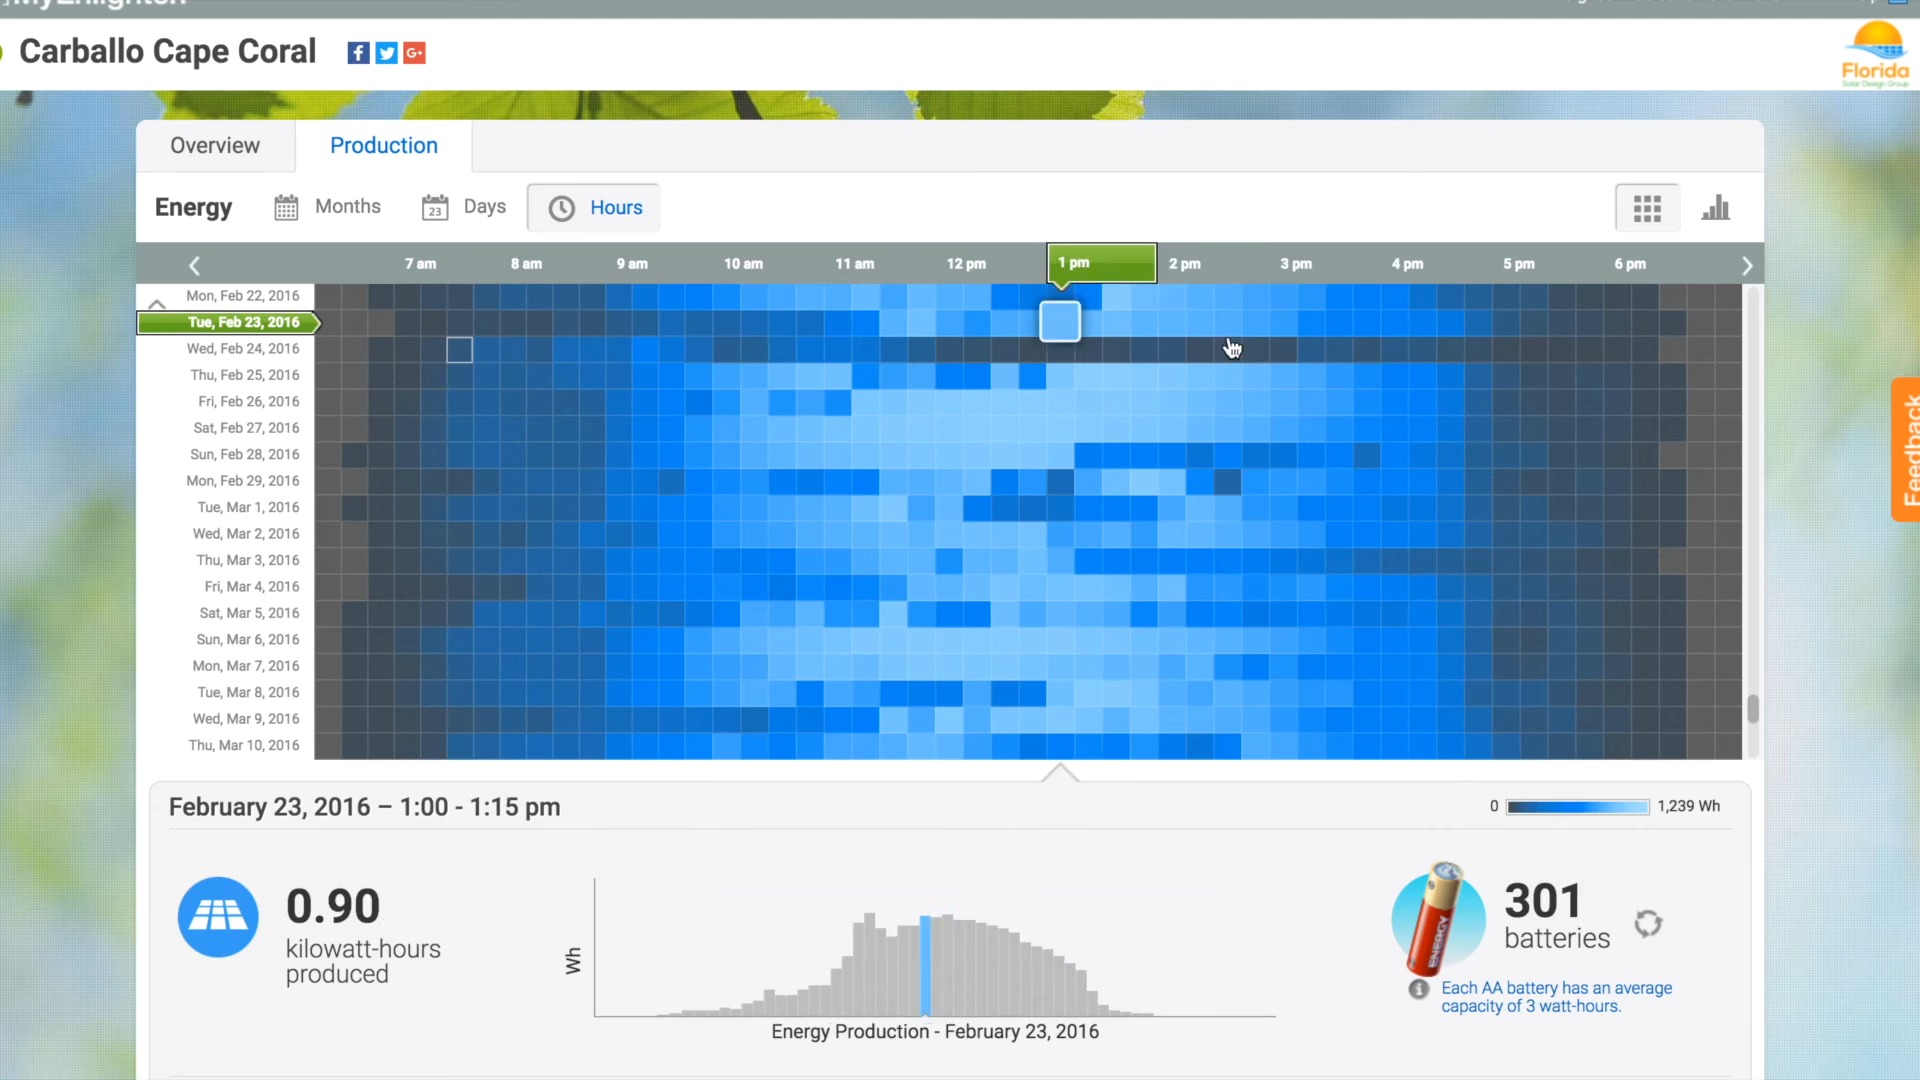 MyEnlighten
Carballo Cape Coral
Florida
Solar Design Group
Overview
Production
Energy
Months
23
Days
Hours
7 am
8 am
9 am
10 am
11 am
12 pm
1 pm
2 pm
3 pm
4 pm
5 pm
6 pm
Mon, Feb 22, 2016
Tue, Feb 23, 2016
Wed, Feb 24, 2016
Thu, Feb 25, 2016
Fri, Feb 26, 2016
Sat, Feb 27, 2016
Sun, Feb 28, 2016
Mon, Feb 29, 2016
Tue, Mar 1, 2016
Wed, Mar 2, 2016
Thu, Mar 3, 2016
Fri, Mar 4, 2016
Sat, Mar 5, 2016
Sun, Mar 6, 2016
Mon, Mar 7, 2016
Tue, Mar 8, 2016
Wed, Mar 9, 2016
Thu, Mar 10, 2016
Feedback
February 23, 2016 – 1:00 - 1:15 pm
0
1,239 Wh
0.90
kilowatt-hours
produced
Wh
Energy Production - February 23, 2016
ENERGY
301
batteries
Each AA battery has an average
capacity of 3 watt-hours.